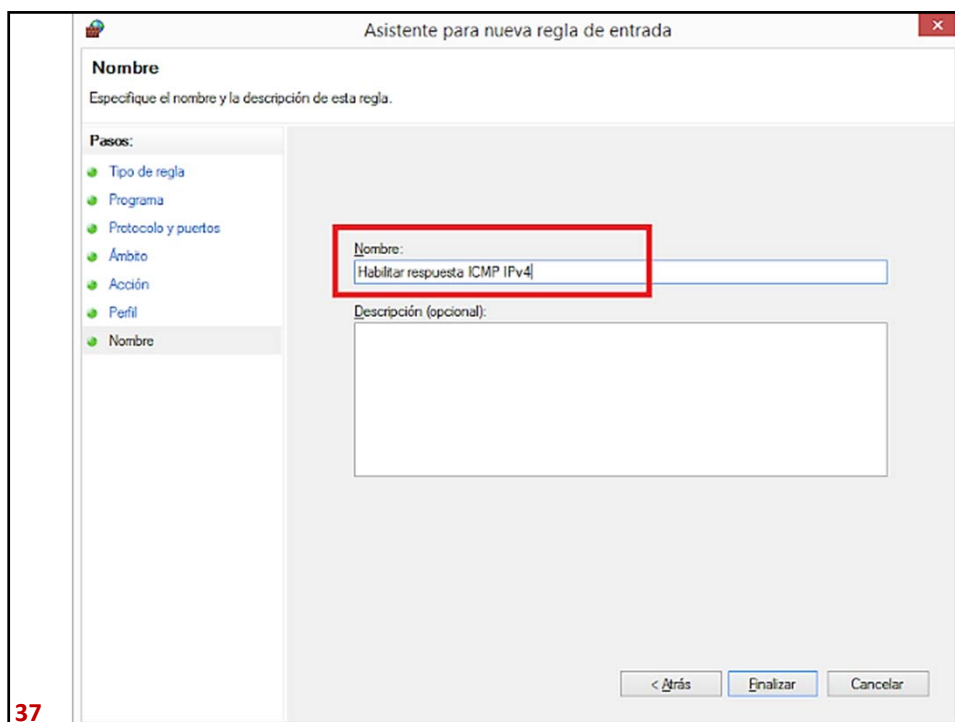 Asistente para nueva regla de entrada
Nombre
Especifique el nombre y la descripción de esta regla.
Pasos:
Tipo de regla
Programa
Protocolo y puertos
Ámbito
Acción
Perfil
Nombre
Nombre:
Habilitar respuesta ICMP IPv4
Descripción (opcional):
< Atrás
Finalizar
Cancelar
37